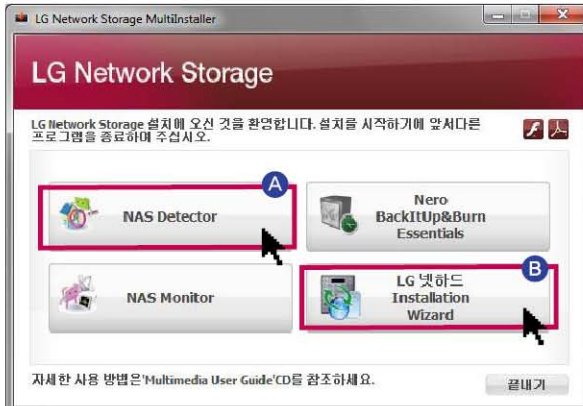 LG Network Storage MultiInstaller
LG Network Storage
LG Network Storage 설치에 오신 것을 환영합니다. 설치를 시작하기에 앞서다른
프로그램을 종료하여 주십시오.
A
NAS Detector
Nero
BackItUp&Burn
Essentials
B
NAS Monitor
LG 넷하드
Installation
Wizard
자세한 사용 방법은'Multimedia User Guide'CD를 참조하세요.
끝내기